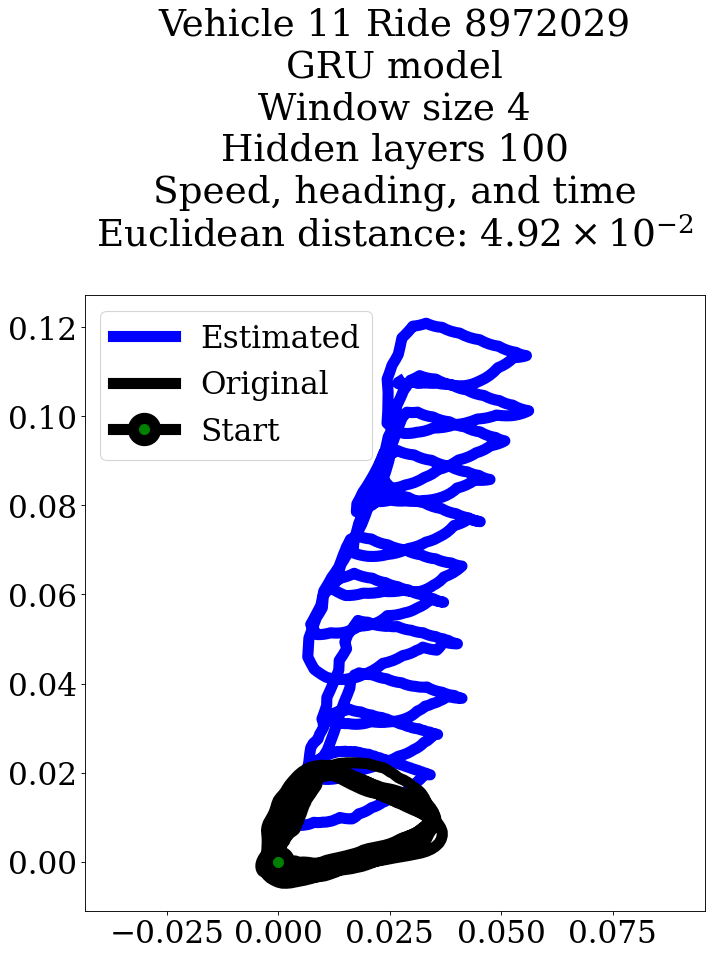 Vehicle 11 Ride 8972029
GRU model
Window size 4
Hidden layers 100
Speed, heading, and time
Euclidean distance: 4.92 × 10⁻²
Estimated
Original
Start
0.12
0.10
0.08
0.06
0.04
0.02
0.00
−0.025 0.000 0.025 0.050 0.075